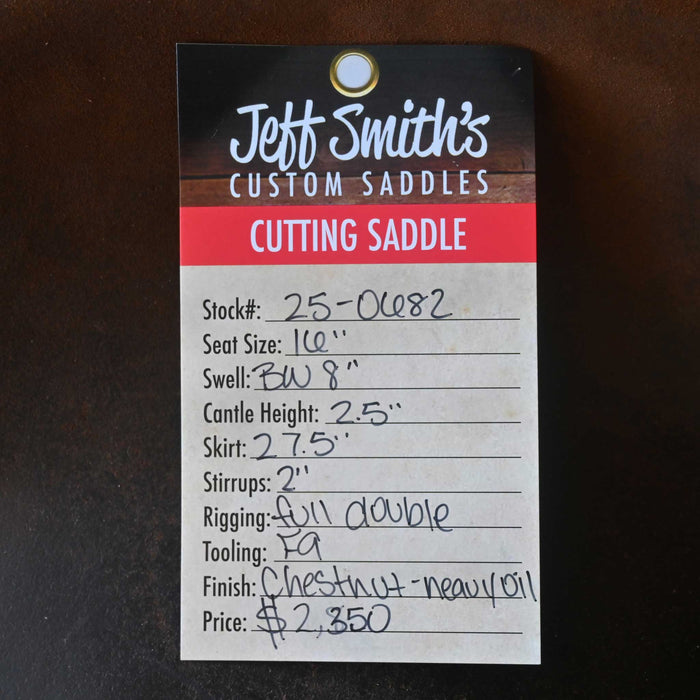 Jeff Smith's
CUSTOM SADDLES
CUTTING SADDLE
Stock#: 25-0682
Seat Size: 16"
Swell: BW 8"
Cantle Height: 2.5"
Skirt: 27.5"
Stirrups: 2"
Rigging: full double
Tooling: F9
Finish: Chestnut-heavy oil
Price: $2,350